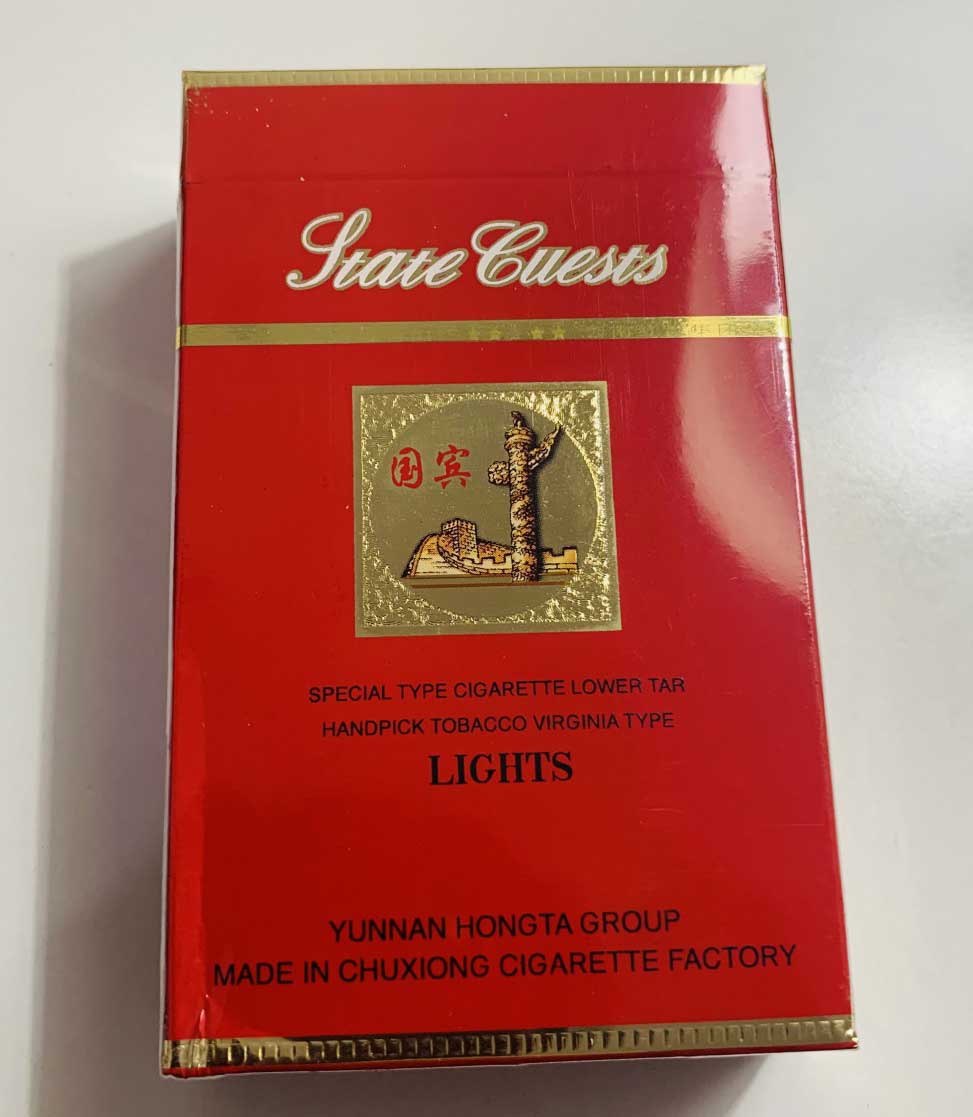 State Guests
国宾
SPECIAL TYPE CIGARETTE LOWER TAR
HANDPICK TOBACCO VIRGINIA TYPE
LIGHTS
YUNNAN HONGTA GROUP
MADE IN CHUXIONG CIGARETTE FACTORY